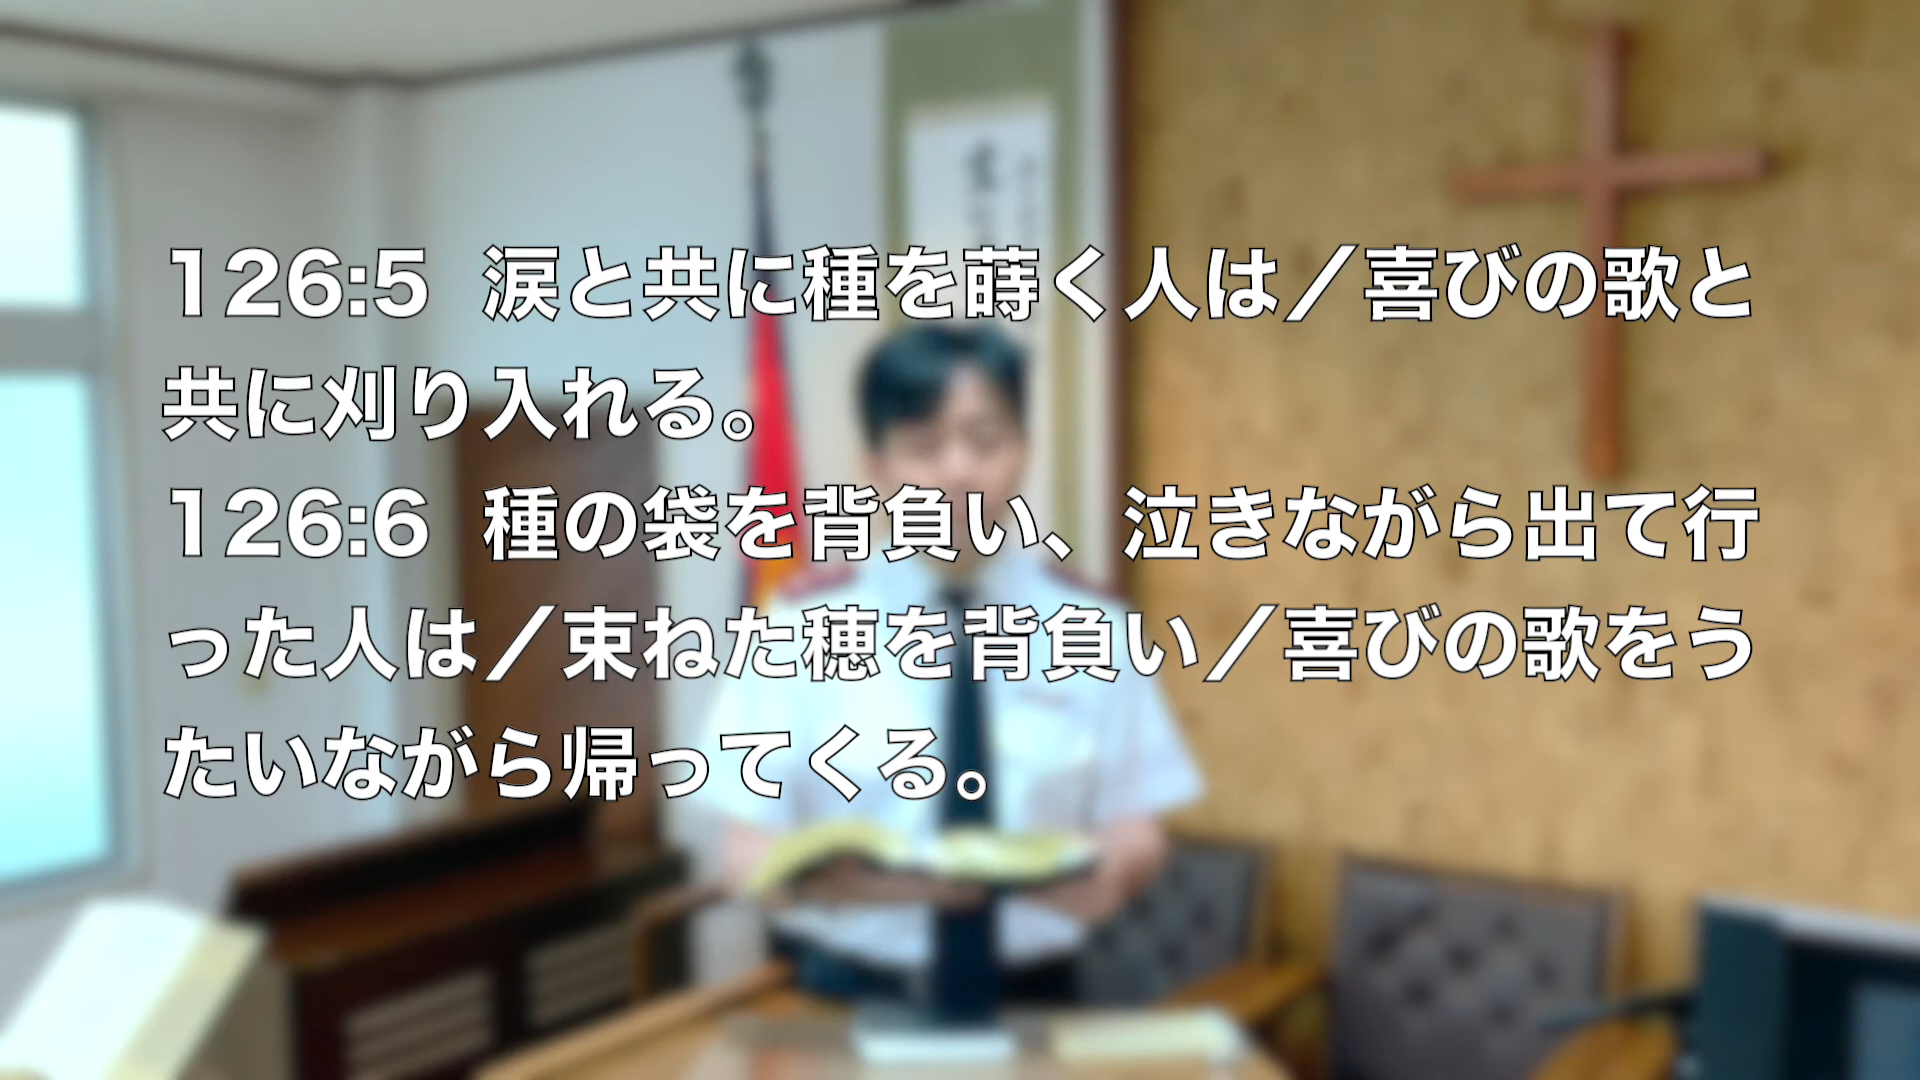 126:5 涙と共に種を蒔く人は／喜びの歌と
共に刈り入れる。
126:6 種の袋を背負い、泣きながら出て行
った人は／束ねた穂を背負い／喜びの歌をう
たいながら帰ってくる。